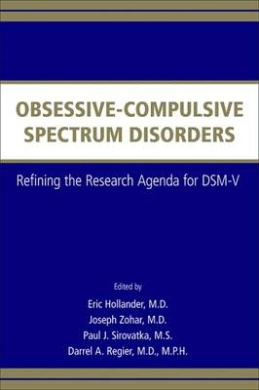 OBSESSIVE-COMPULSIVE
SPECTRUM DISORDERS
Refining the Research Agenda for DSM-V
Edited by
Eric Hollander, M.D.
Joseph Zohar, M.D.
Paul J. Sirovatka, M.S.
Darrel A. Regier, M.D., M.P.H.